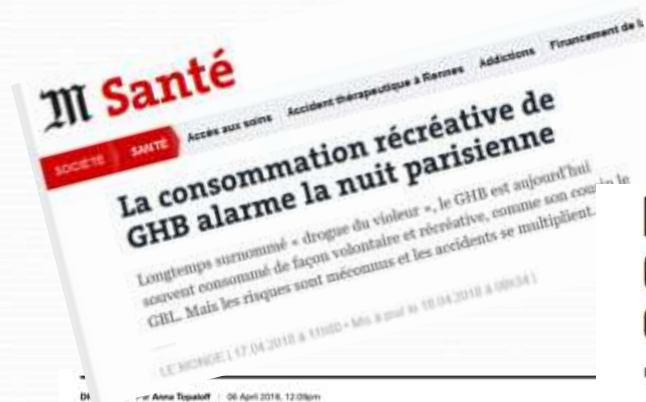 M Santé
SOCIÉTÉ SANTÉ Accès aux soins Accident thérapeutique à Rennes Addictions Financement de
La consommation récréative de
GHB alarme la nuit parisienne
Longtemps surnommé « drogue du violeur », le GHB est aujourd'hui
souvent consommé de façon volontaire et récréative, comme son cousin le
GBL. Mais les risques sont méconnus et les accidents se multiplient.
LE MONDE | 17.04.2018 à 11h40 • Mis à jour le 18.04.2018 à 06h34 |
Anna Topaloff | 06 April 2018, 12:09pm